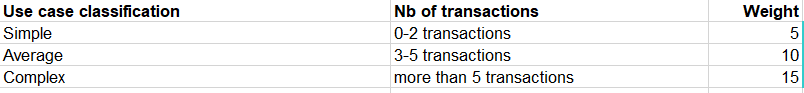 Use case classification Nb of transactions Weight
Simple 0-2 transactions 5
Average 3-5 transactions 10
Complex more than 5 transactions 15